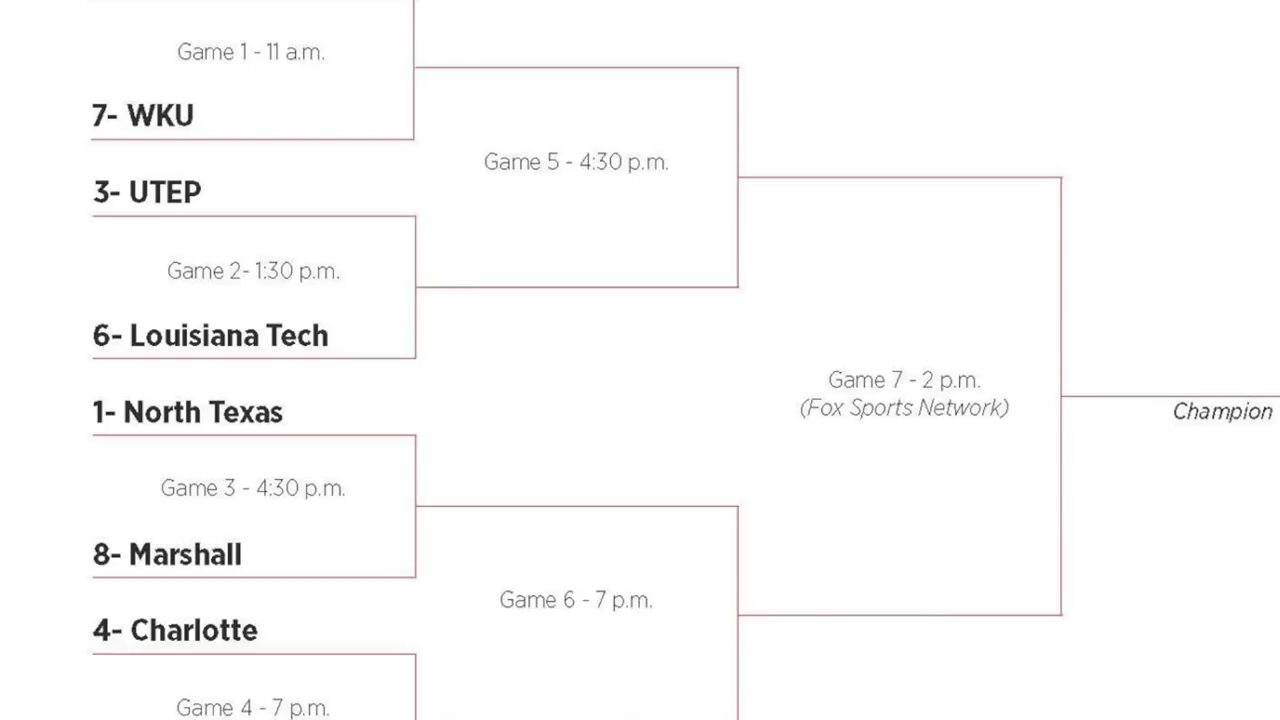 Game 1 - 11 a.m.
7- WKU
Game 5 - 4:30 p.m.
3- UTEP
Game 2- 1:30 p.m.
6- Louisiana Tech
Game 7 - 2 p.m.
(Fox Sports Network)
Champion
1- North Texas
Game 3 - 4:30 p.m.
8- Marshall
Game 6 - 7 p.m.
4- Charlotte
Game 4 - 7 p.m.